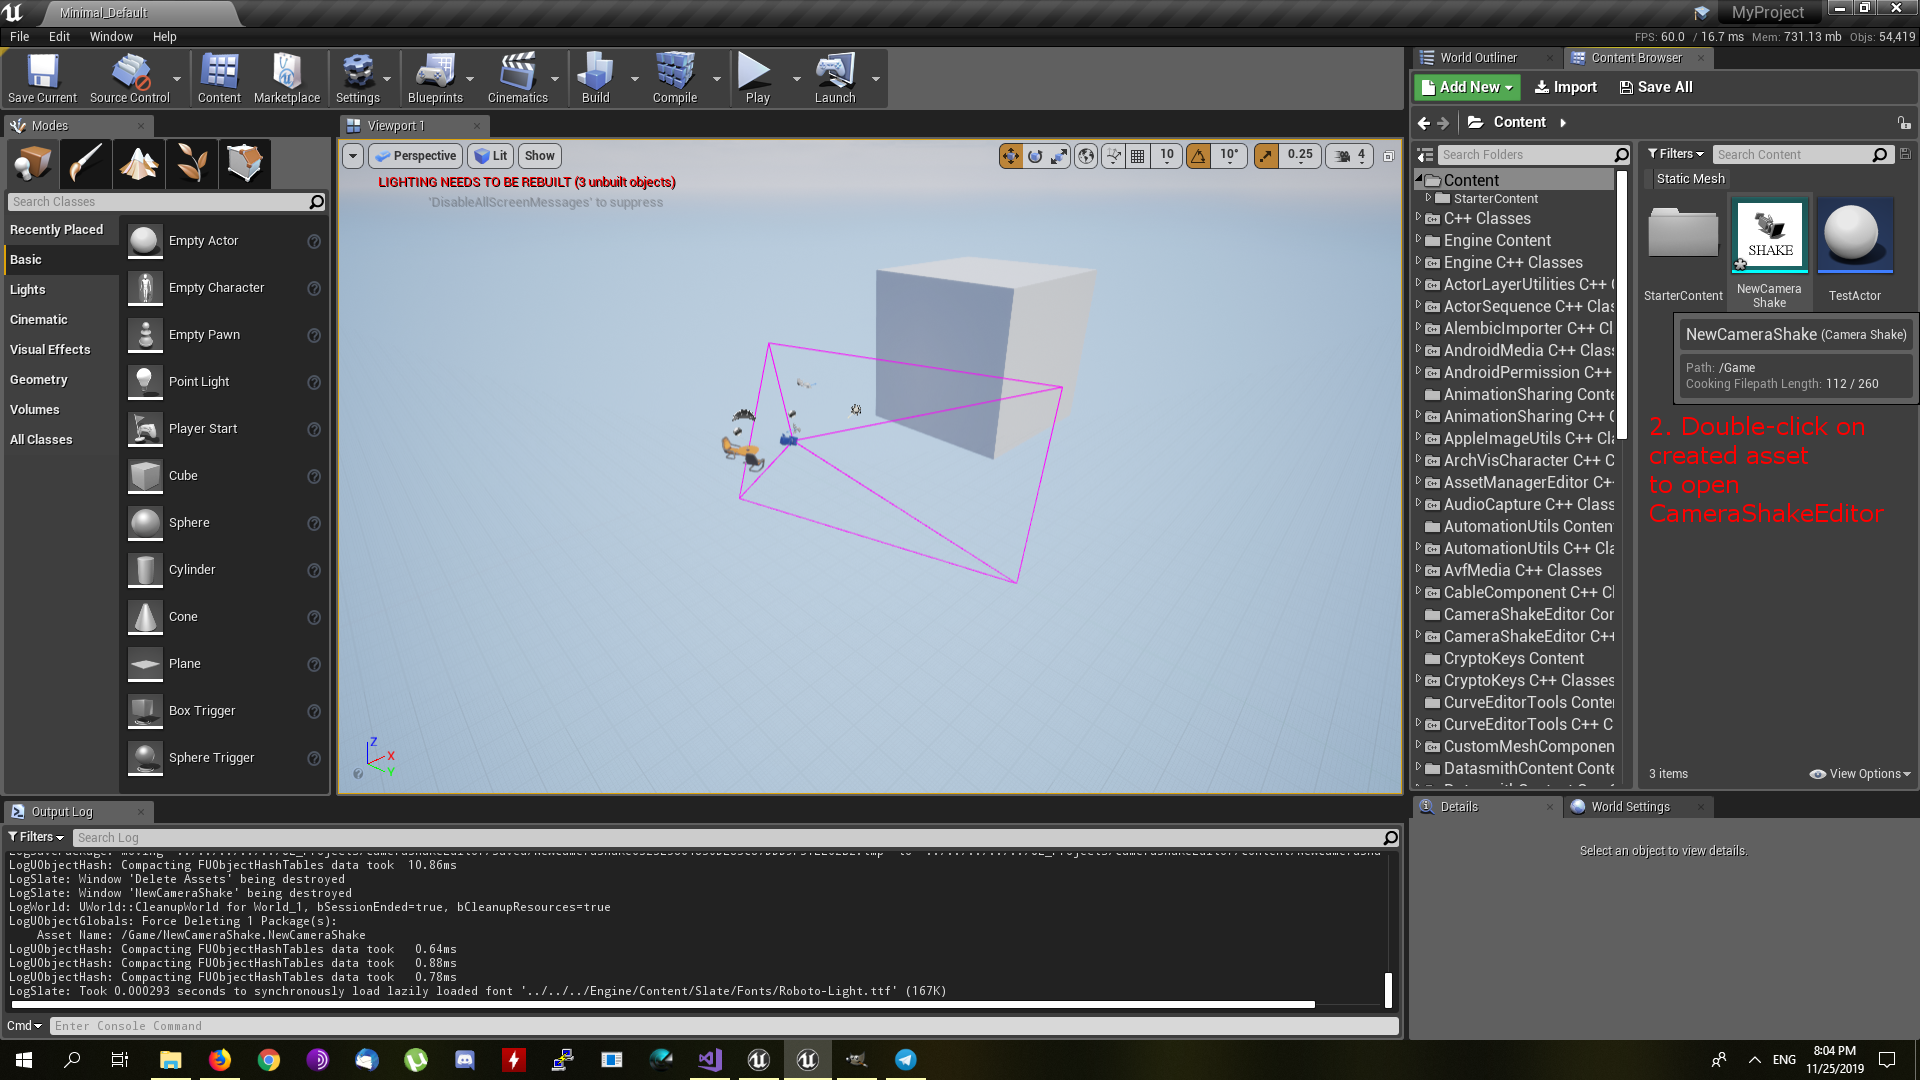 Minimal_Default
MyProject
File Edit Window Help
FPS: 60.0 / 16.7 ms Mem: 731.13 mb Objs: 54,419
Save Current
Source Control
Content
Marketplace
Settings
Blueprints
Cinematics
Build
Compile
Play
Launch
Modes
Search Classes
Recently Placed
Basic
Lights
Cinematic
Visual Effects
Geometry
Volumes
All Classes
Empty Actor
Empty Character
Empty Pawn
Point Light
Player Start
Cube
Sphere
Cylinder
Cone
Plane
Box Trigger
Sphere Trigger
Viewport 1
Perspective
Lit
Show
10
10°
0.25
4
LIGHTING NEEDS TO BE REBUILT (3 unbuilt objects)
'DisableAllScreenMessages' to suppress
Z
X
Y
World Outliner
Content Browser
Add New
Import
Save All
Content
Search Folders
Content
StarterContent
C++ Classes
Engine Content
Engine C++ Classes
ActorLayerUtilities C++
ActorSequence C++ Clas
AlembicImporter C++ Cl
AndroidMedia C++ Class
AndroidPermission C++
AnimationSharing Conte
AnimationSharing C++
AppleImageUtils C++ Cla
ArchVisCharacter C++ C
AssetManagerEditor C+
AudioCapture C++ Class
AutomationUtils Conten
AutomationUtils C++ Cla
AvfMedia C++ Classes
CableComponent C++ Cl
CameraShakeEditor Con
CameraShakeEditor C++
CryptoKeys Content
CryptoKeys C++ Classes
CurveEditorTools Conte
CurveEditorTools C++ C
CustomMeshComponen
DatasmithContent Conte
Filters
Search Content
Static Mesh
SHAKE
StarterContent
NewCamera
Shake
TestActor
NewCameraShake (Camera Shake)
Path: /Game
Cooking Filepath Length: 112 / 260
2. Double-click on
created asset
to open
CameraShakeEditor
3 items
View Options
Output Log
Filters
Search Log
LogUObjectHash: Compacting FUObjectHashTables data took 10.86ms
LogSlate: Window 'Delete Assets' being destroyed
LogSlate: Window 'NewCameraShake' being destroyed
LogWorld: UWorld::CleanupWorld for World_1, bSessionEnded=true, bCleanupResources=true
LogUObjectGlobals: Force Deleting 1 Package(s):
Asset Name: /Game/NewCameraShake.NewCameraShake
LogUObjectHash: Compacting FUObjectHashTables data took 0.64ms
LogUObjectHash: Compacting FUObjectHashTables data took 0.88ms
LogUObjectHash: Compacting FUObjectHashTables data took 0.78ms
LogSlate: Took 0.000293 seconds to synchronously load lazily loaded font '../../../Engine/Content/Slate/Fonts/Roboto-Light.ttf' (167K)
Cmd
Enter Console Command
Details
World Settings
Select an object to view details.
ENG
8:04 PM
11/25/2019